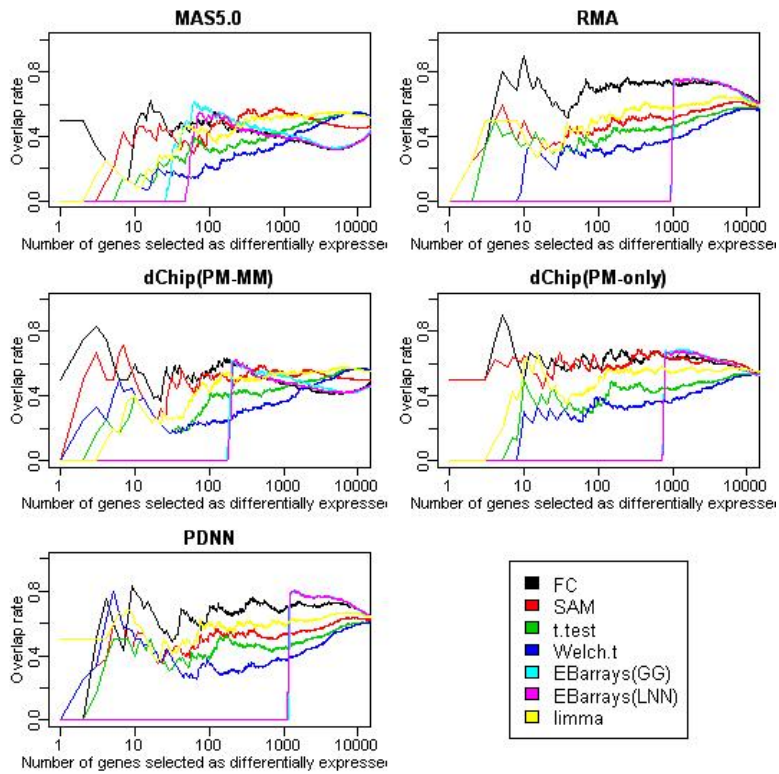 MAS5.0
RMA
Overlap rate
0.0 0.4 0.8
1 10 100 1000 10000
Number of genes selected as differentially expresse
Overlap rate
0.0 0.4 0.8
1 10 100 1000 10000
Number of genes selected as differentially expressed
dChip(PM-MM)
dChip(PM-only)
Overlap rate
0.0 0.4 0.8
1 10 100 1000 10000
Number of genes selected as differentially expresse
Overlap rate
0.0 0.4 0.8
1 10 100 1000 10000
Number of genes selected as differentially expressed
PDNN
Overlap rate
0.0 0.4 0.8
1 10 100 1000 10000
Number of genes selected as differentially expressed
FC
SAM
t.test
Welch.t
EBarrays(GG)
EBarrays(LNN)
limma